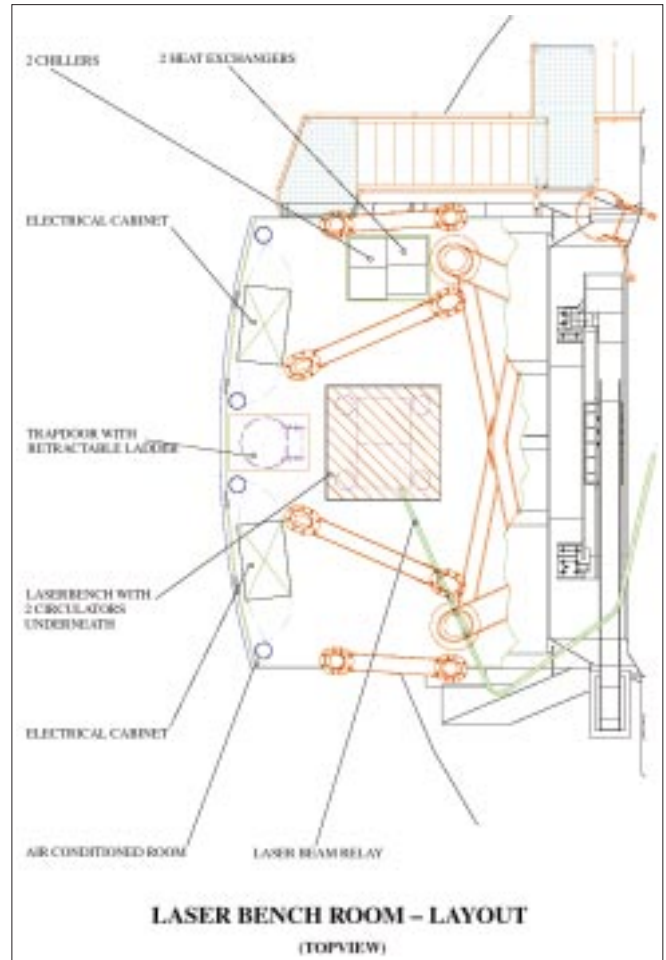 2 CHILLERS
2 HEAT EXCHANGERS
ELECTRICAL CABINET
TRAPDOOR WITH
RETRACTABLE LADDER
LASERBENCH WITH
2 CIRCULATORS
UNDERNEATH
ELECTRICAL CABINET
AIR CONDITIONED ROOM
LASER BEAM RELAY
LASER BENCH ROOM – LAYOUT
(TOPVIEW)